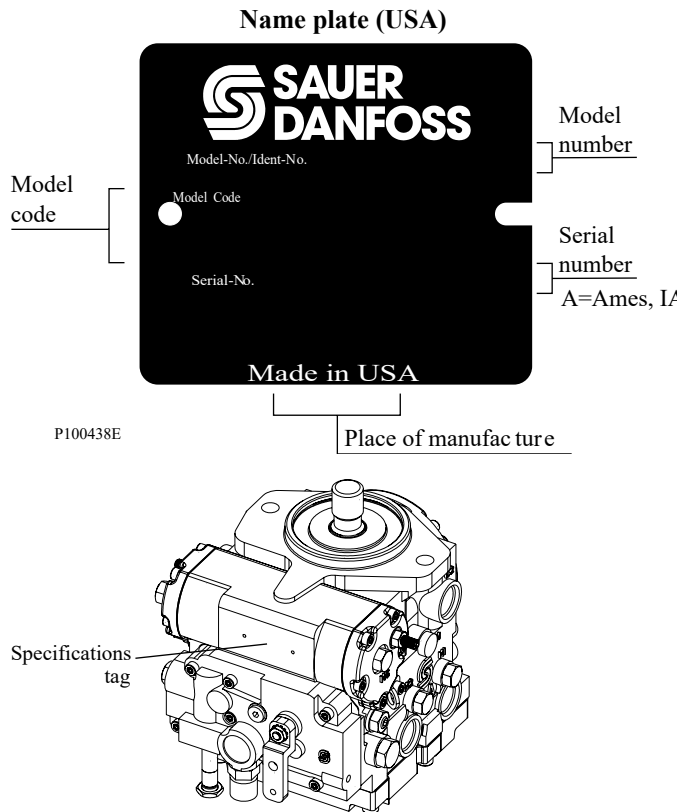 Name plate (USA)
SAUER
DANFOSS
Model-No./Ident-No.
Model
number
Model
code
Model Code
Serial
number
Serial-No.
A=Ames, IA
Made in USA
P100438E
Place of manufac ture
Specifications
tag